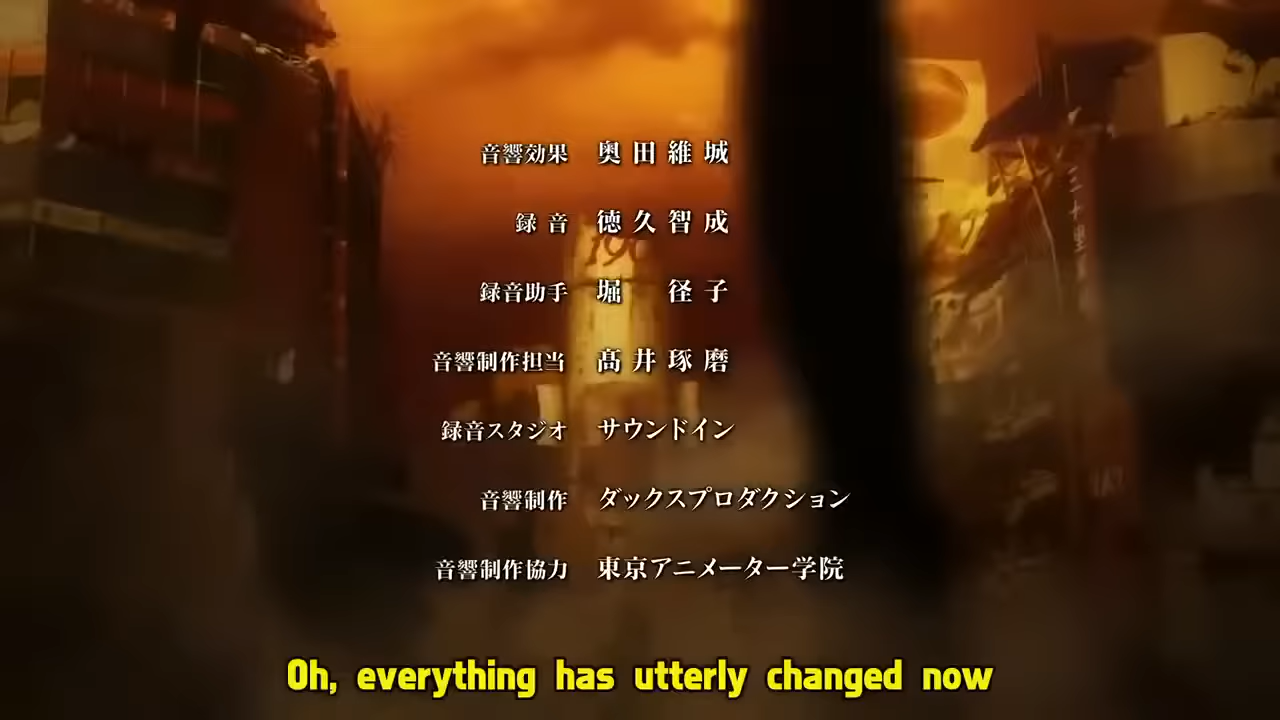 音響効果 奥田維城
録音 徳久智成
録音助手 堀 径子
音響制作担当 髙井琢磨
録音スタジオ サウンドイン
音響制作 ダックスプロダクション
音響制作協力 東京アニメーター学院
Oh, everything has utterly changed now